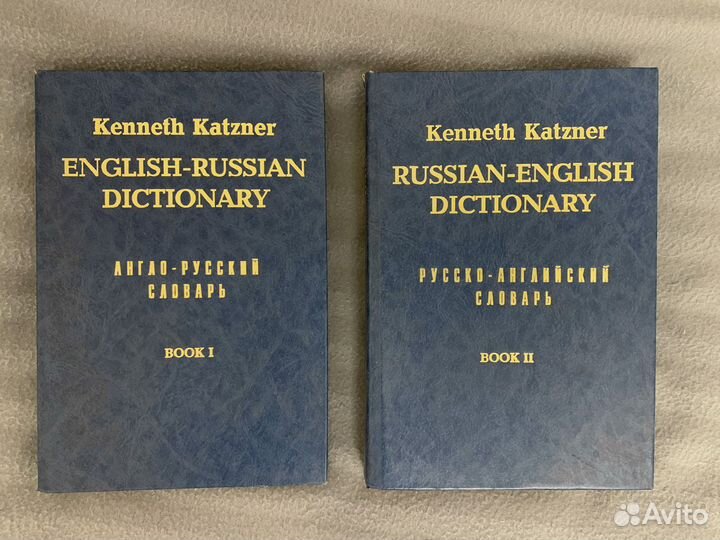 Kenneth Katzner
ENGLISH-RUSSIAN
DICTIONARY
АНГЛО-РУССКИЙ
СЛОВАРЬ
BOOK I
Kenneth Katzner
RUSSIAN-ENGLISH
DICTIONARY
РУССКО-АНГЛИЙСКИЙ
СЛОВАРЬ
BOOK II
Avito